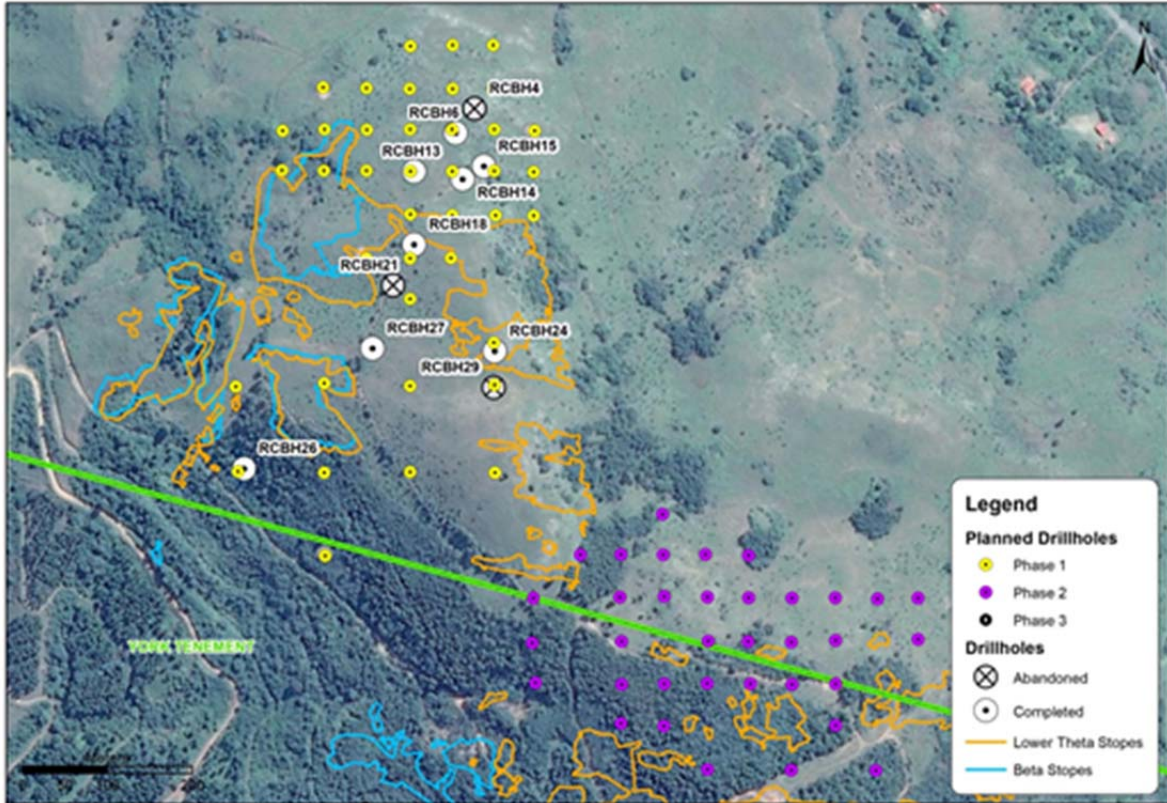 N
RCBH4
RCBH6
RCBH15
RCBH13
RCBH14
RCBH18
RCBH21
RCBH27
RCBH24
RCBH29
RCBH26
YORK TENEMENT
Legend
Planned Drillholes
Phase 1
Phase 2
Phase 3
Drillholes
Abandoned
Completed
Lower Theta Stopes
Beta Stopes